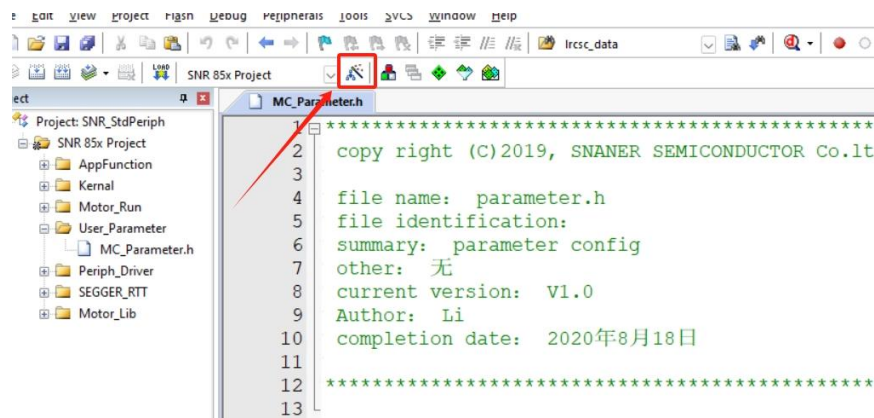 Edit View Project Flash Debug Peripherals Tools SVCS Window Help
Ircsc_data
LOAD
SNR 85x Project
ect
MC_Parameter.h
Project: SNR_StdPeriph
SNR 85x Project
AppFunction
Kernal
Motor_Run
User_Parameter
MC_Parameter.h
Periph_Driver
SEGGER_RTT
Motor_Lib
1 ***********************************************
2 copy right (C)2019, SNANER SEMICONDUCTOR Co.lt
3
4 file name: parameter.h
5 file identification:
6 summary: parameter config
7 other: 无
8 current version: V1.0
9 Author: Li
10 completion date: 2020年8月18日
11
12 ***********************************************
13